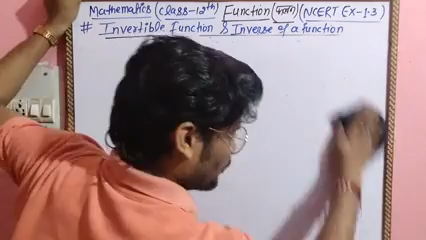 Mathematics (Class-12th) Function (फलन) (NCERT EX-1.3)
# Invertible Function & Inverse of a function